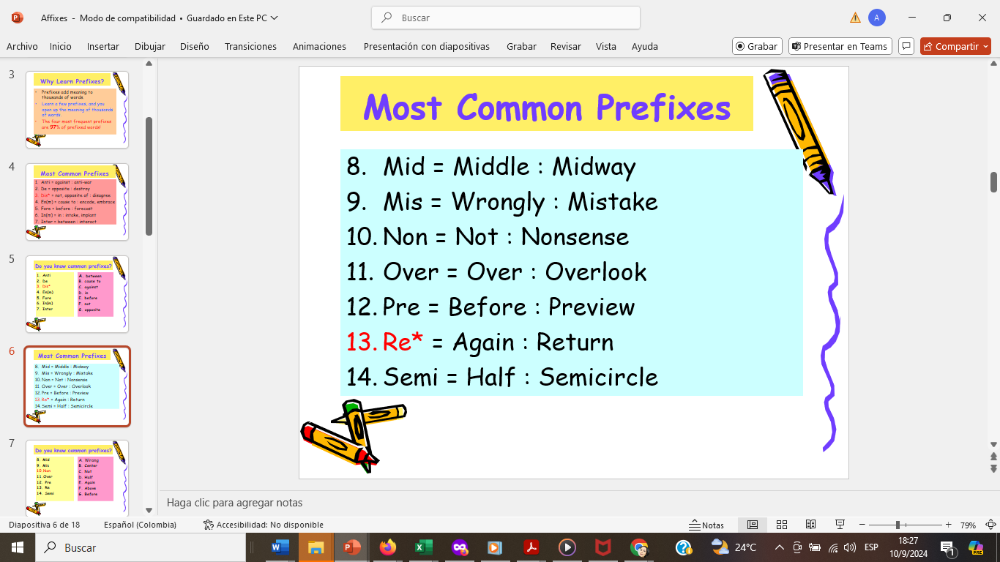 Affixes - Modo de compatibilidad • Guardado en Este PC
Buscar
A
Archivo Inicio Insertar Dibujar Diseño Transiciones Animaciones Presentación con diapositivas Grabar Revisar Vista Ayuda
Grabar Presentar en Teams Compartir
3
Why Learn Prefixes?
• Prefixes add meaning to
thousands of words.
• Learn a few prefixes, and you
open up the meaning of thousands
of words.
• The four most frequent prefixes
are 97% of prefixed words!
4
Most Common Prefixes
1. Anti = against : anti-war
2. De = opposite : destroy
3. Dis* = not, opposite of : disagree
4. En(m) = cause to : encode, embrace
5. Fore = before : forecast
6. In(m) = in : intake, implant
7. Inter = between : interact
5
Do you know common prefixes?
1. Anti
2. De
3. Dis*
4. En(m)
5. Fore
6. In(m)
7. Inter
A. between
B. cause to
C. against
D. in
E. before
F. not
G. opposite
6
Most Common Prefixes
8. Mid = Middle : Midway
9. Mis = Wrongly : Mistake
10. Non = Not : Nonsense
11. Over = Over : Overlook
12. Pre = Before : Preview
13. Re* = Again : Return
14. Semi = Half : Semicircle
7
Do you know common prefixes?
8. Mid
9. Mis
10. Non
11. Over
12. Pre
13. Re
14. Semi
A. Wrong
B. Center
C. Not
D. Half
E. Again
F. Above
G. Before
Most Common Prefixes
8. Mid = Middle : Midway
9. Mis = Wrongly : Mistake
10. Non = Not : Nonsense
11. Over = Over : Overlook
12. Pre = Before : Preview
13. Re* = Again : Return
14. Semi = Half : Semicircle
Haga clic para agregar notas
Diapositiva 6 de 18 Español (Colombia) Accesibilidad: No disponible Notas 79%
Buscar
24°C ESP
18:27
10/9/2024
1
PRE